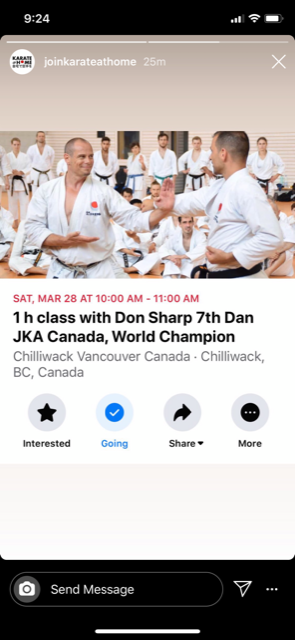 9:24
KARATE
joinkarateathome 25m
SAT, MAR 28 AT 10:00 AM - 11:00 AM
1 h class with Don Sharp 7th Dan
JKA Canada, World Champion
Chilliwack Vancouver Canada · Chilliwack,
BC, Canada
Interested Going Share More
Send Message